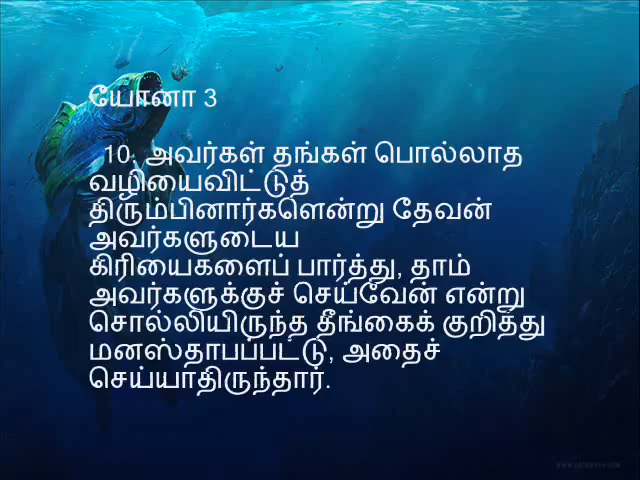 யோனா 3
10. அவர்கள் தங்கள் பொல்லாத
வழியைவிட்டுத்
திரும்பினார்களென்று தேவன்
அவர்களுடைய
கிரியைகளைப் பார்த்து, தாம்
அவர்களுக்குச் செய்வேன் என்று
சொல்லியிருந்த தீங்கைக் குறித்து
மனஸ்தாபப்பட்டு, அதைச்
செய்யாதிருந்தார்.